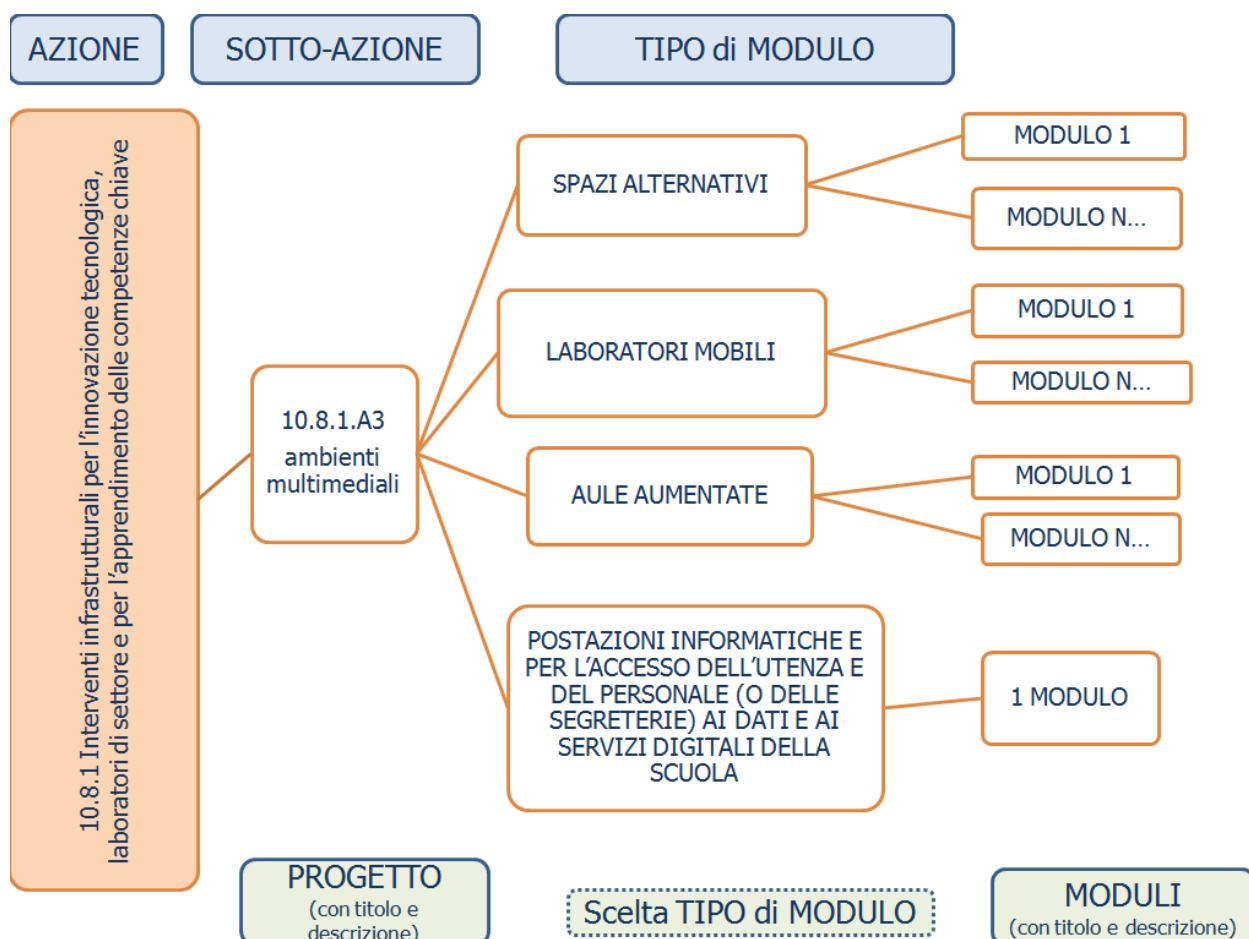 AZIONE
SOTTO-AZIONE
TIPO di MODULO
10.8.1 Interventi infrastrutturali per l'innovazione tecnologica,
laboratori di settore e per l'apprendimento delle competenze chiave
10.8.1.A3
ambienti
multimediali
SPAZI ALTERNATIVI
MODULO 1
MODULO N...
LABORATORI MOBILI
MODULO 1
MODULO N...
AULE AUMENTATE
MODULO 1
MODULO N...
POSTAZIONI INFORMATICHE E
PER L'ACCESSO DELL'UTENZA E
DEL PERSONALE (O DELLE
SEGRETERIE) AI DATI E AI
SERVIZI DIGITALI DELLA
SCUOLA
1 MODULO
PROGETTO
(con titolo e
descrizione)
Scelta TIPO di MODULO
MODULI
(con titolo e descrizione)